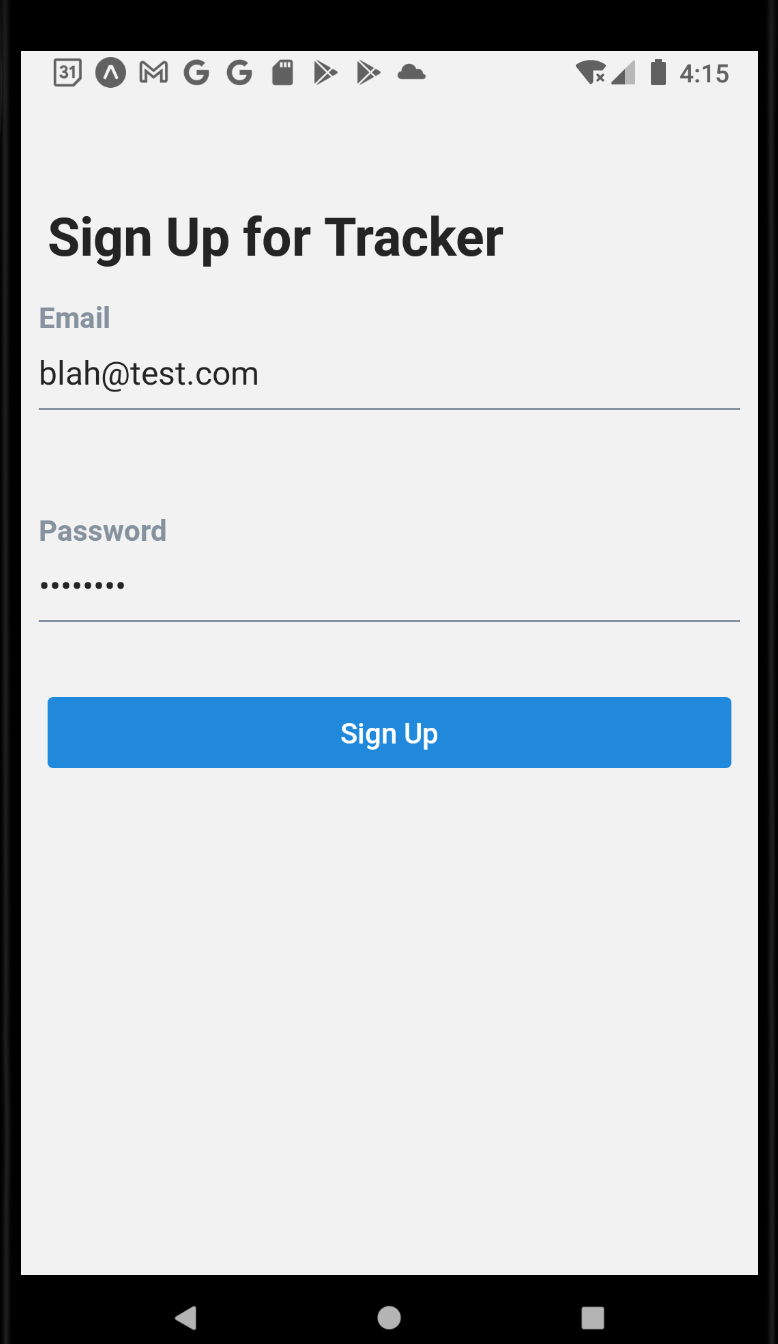 31
4:15
Sign Up for Tracker
Email
blah@test.com
Password
••••••••
Sign Up